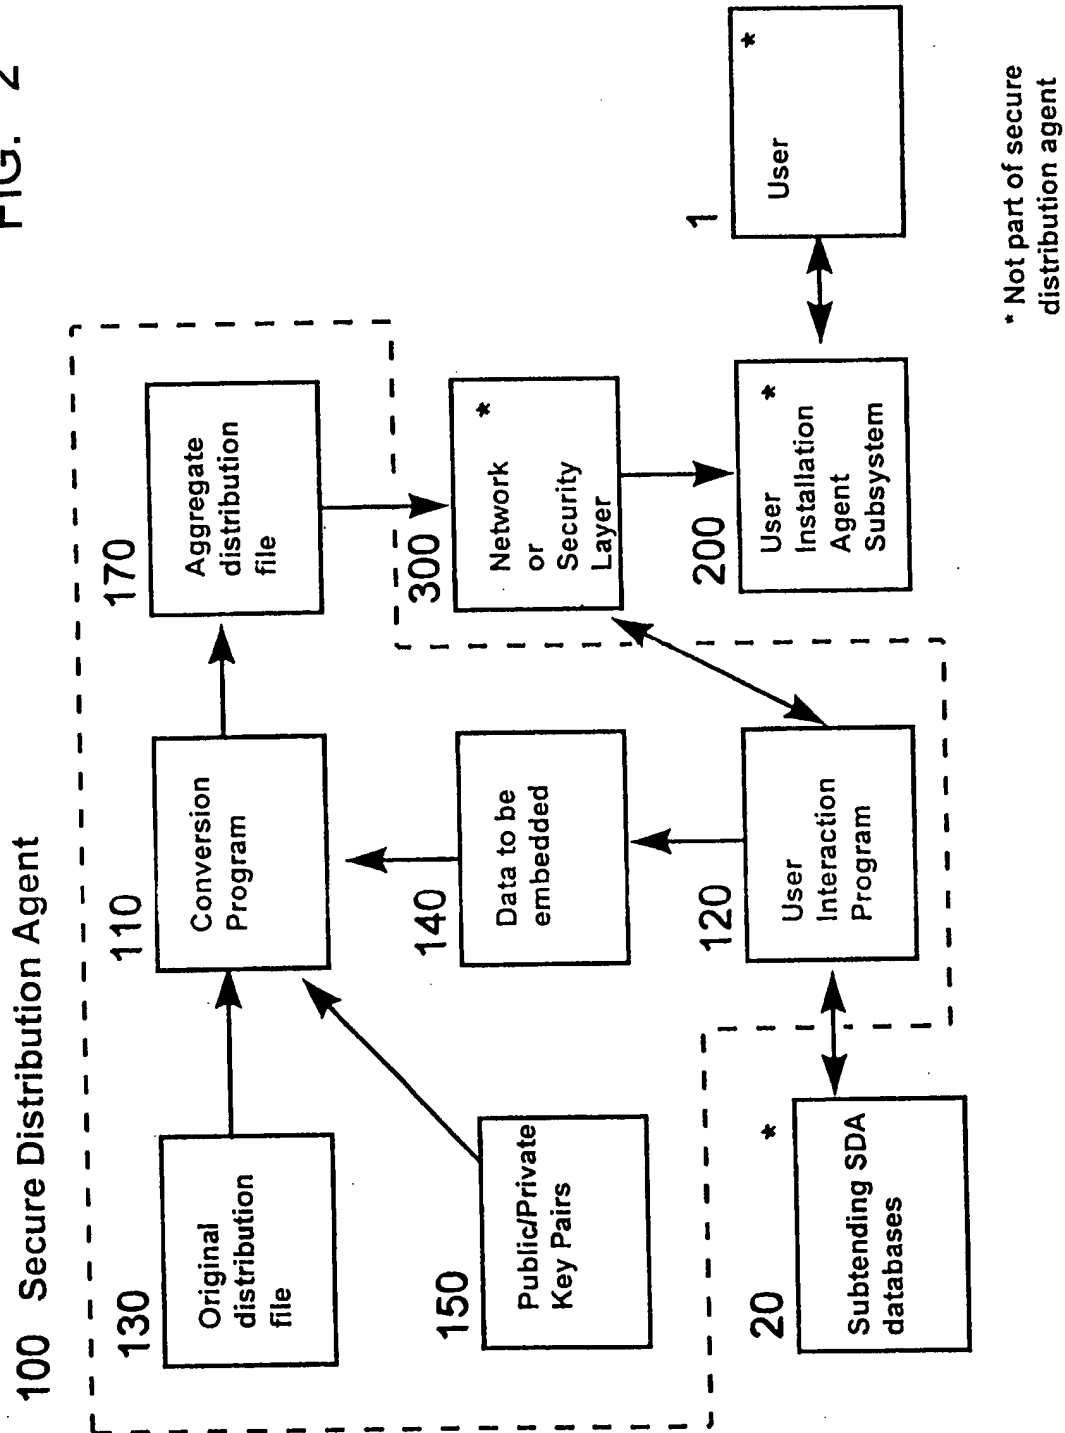 FIG. 2
100 Secure Distribution Agent
130
Original
distribution
file
110
Conversion
Program
170
Aggregate
distribution
file
150
Public/Private
Key Pairs
140
Data to be
embedded
300
Network *
or
Security
Layer
20
*
Subtending SDA
databases
120
User
Interaction
Program
200
User *
Installation
Agent
Subsystem
1
*
User
* Not part of secure
distribution agent